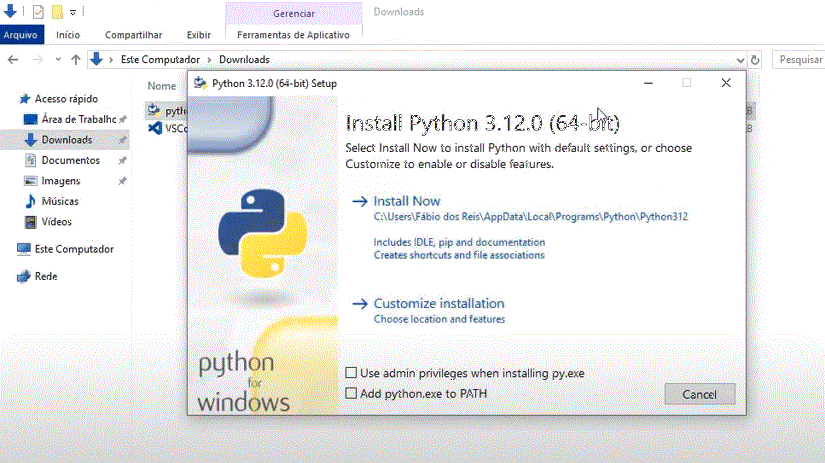 Gerenciar
Downloads
Arquivo
Início
Compartilhar
Exibir
Ferramentas de Aplicativo
Este Computador
Downloads
Pesquisar
Acesso rápido
Área de Trabalho
Downloads
Documentos
Imagens
Músicas
Vídeos
Este Computador
Rede
Nome
Python 3.12.0 (64-bit) Setup
Install Python 3.12.0 (64-bit)
Select Install Now to install Python with default settings, or choose
Customize to enable or disable features.
Install Now
C:\Users\Fábio dos Reis\AppData\Local\Programs\Python\Python312
Includes IDLE, pip and documentation
Creates shortcuts and file associations
Customize installation
Choose location and features
python
for
windows
Use admin privileges when installing py.exe
Add python.exe to PATH
Cancel